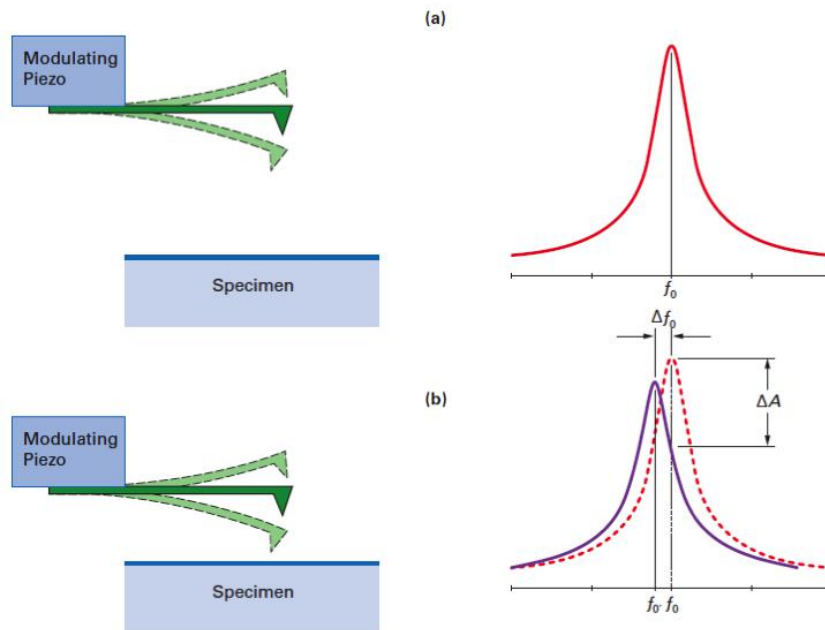 (a)
Modulating
Piezo
Specimen
f₀
Δf₀
(b)
ΔA
Modulating
Piezo
Specimen
f₀' f₀